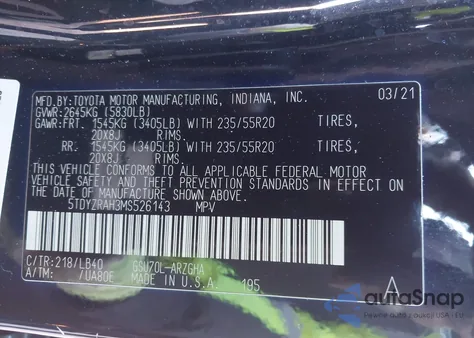 MFD.BY:TOYOTA MOTOR MANUFACTURING, INDIANA, INC. 03/21
GVWR:2645KG (5830LB)
GAWR:FRT. 1545KG (3405LB) WITH 235/55R20 TIRES,
20X8J RIMS.
RR. 1545KG (3405LB) WITH 235/55R20 TIRES,
20X8J RIMS.
THIS VEHICLE CONFORMS TO ALL APPLICABLE FEDERAL MOTOR
VEHICLE SAFETY AND THEFT PREVENTION STANDARDS IN EFFECT
ON THE DATE OF MANUFACTURE SHOWN ABOVE.
5TDYZRAH3MS526143 MPV
C/TR:218/LB40 GSU70L-ARZGHA
A/TM: /UA80E MADE IN U.S.A. 195
A
autoSnap